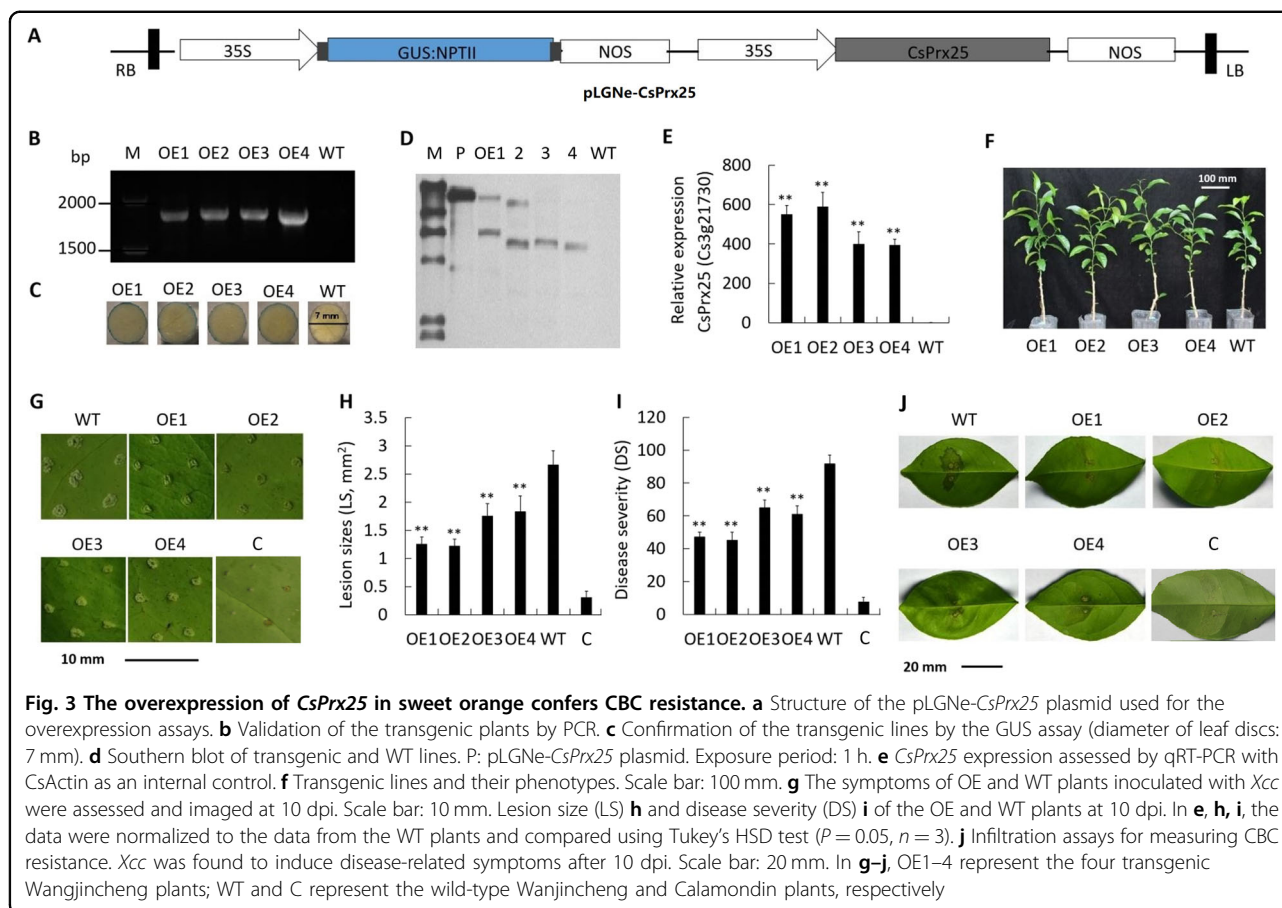 A
35S
GUS:NPTII
NOS
35S
CsPrx25
NOS
RB
LB
pLGNe-CsPrx25
B
bp
M OE1 OE2 OE3 OE4 WT
2000
1500
C
OE1 OE2 OE3 OE4 WT
7 mm
D
M P OE1 2 3 4 WT
E
Relative expression
CsPrx25 (Cs3g21730)
800
600
400
200
0
** ** ** **
OE1 OE2 OE3 OE4 WT
F
100 mm
OE1 OE2 OE3 OE4 WT
G
WT OE1 OE2
OE3 OE4 C
10 mm
H
Lesion sizes (LS, mm²)
3.5
3
2.5
2
1.5
1
0.5
0
** ** ** **
OE1 OE2 OE3 OE4 WT C
I
Disease severity (DS)
120
100
80
60
40
20
0
** ** ** **
OE1 OE2 OE3 OE4 WT C
J
WT OE1 OE2
OE3 OE4 C
20 mm
Fig. 3 The overexpression of CsPrx25 in sweet orange confers CBC resistance. a Structure of the pLGNe-CsPrx25 plasmid used for the
overexpression assays. b Validation of the transgenic plants by PCR. c Confirmation of the transgenic lines by the GUS assay (diameter of leaf discs:
7 mm). d Southern blot of transgenic and WT lines. P: pLGNe-CsPrx25 plasmid. Exposure period: 1 h. e CsPrx25 expression assessed by qRT-PCR with
CsActin as an internal control. f Transgenic lines and their phenotypes. Scale bar: 100 mm. g The symptoms of OE and WT plants inoculated with Xcc
were assessed and imaged at 10 dpi. Scale bar: 10 mm. Lesion size (LS) h and disease severity (DS) i of the OE and WT plants at 10 dpi. In e, h, i, the
data were normalized to the data from the WT plants and compared using Tukey's HSD test (P = 0.05, n = 3). j Infiltration assays for measuring CBC
resistance. Xcc was found to induce disease-related symptoms after 10 dpi. Scale bar: 20 mm. In g–j, OE1–4 represent the four transgenic
Wangjincheng plants; WT and C represent the wild-type Wanjincheng and Calamondin plants, respectively